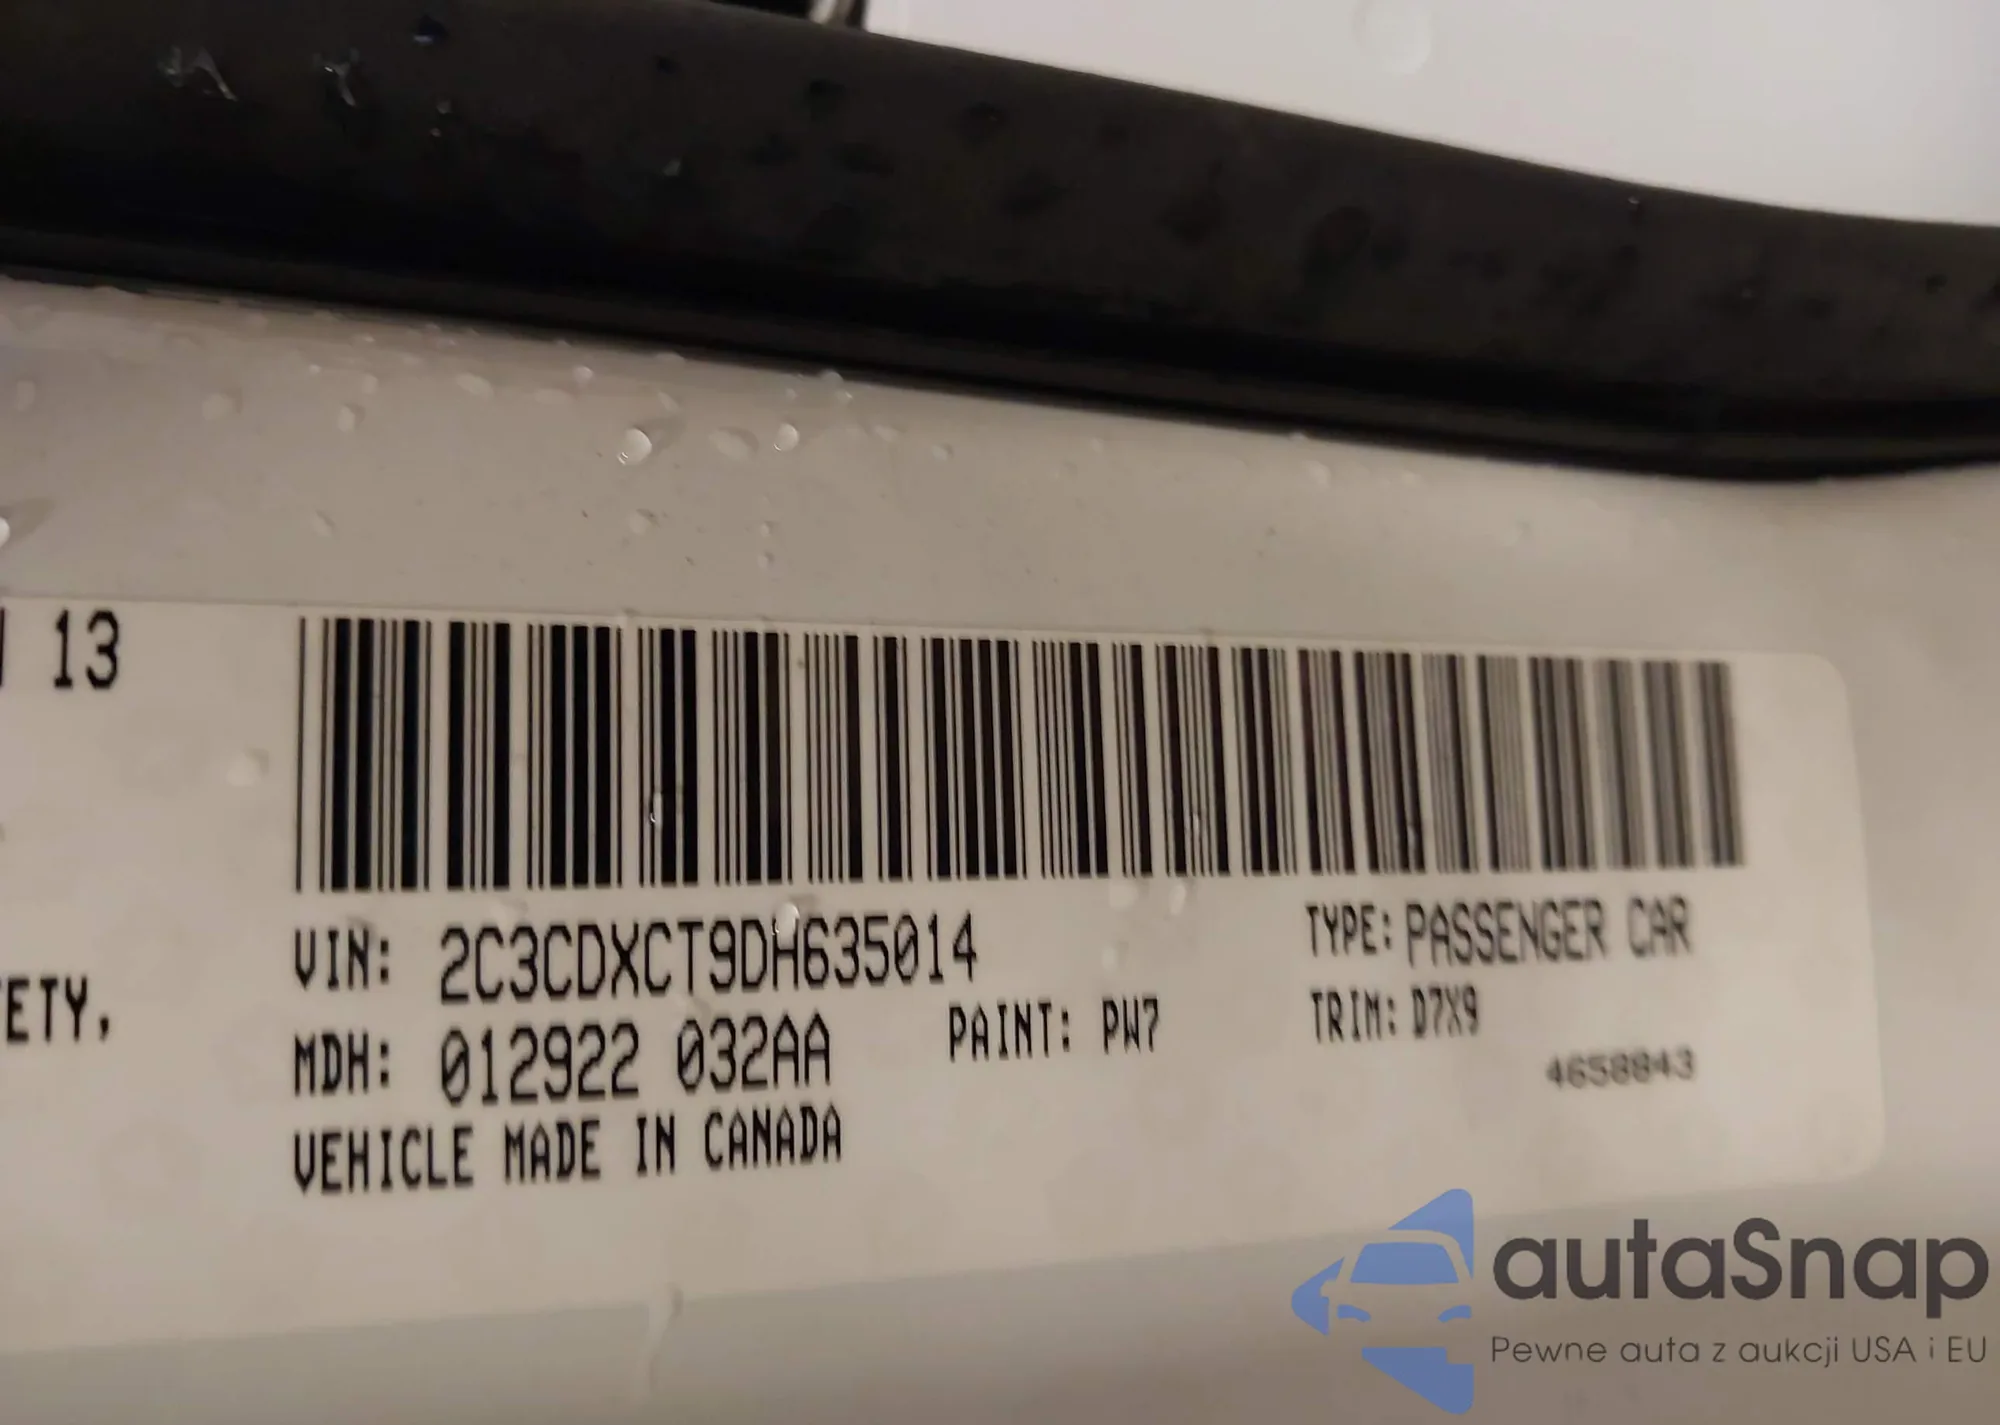 13
VIN: 2C3CDXCT9DH635014
TYPE: PASSENGER CAR
ETY,
MDH: 012922 032AA
PAINT: PW7
TRIM: D7X9
4658843
VEHICLE MADE IN CANADA
autaSnap
Pewne auta z aukcji USA i EU